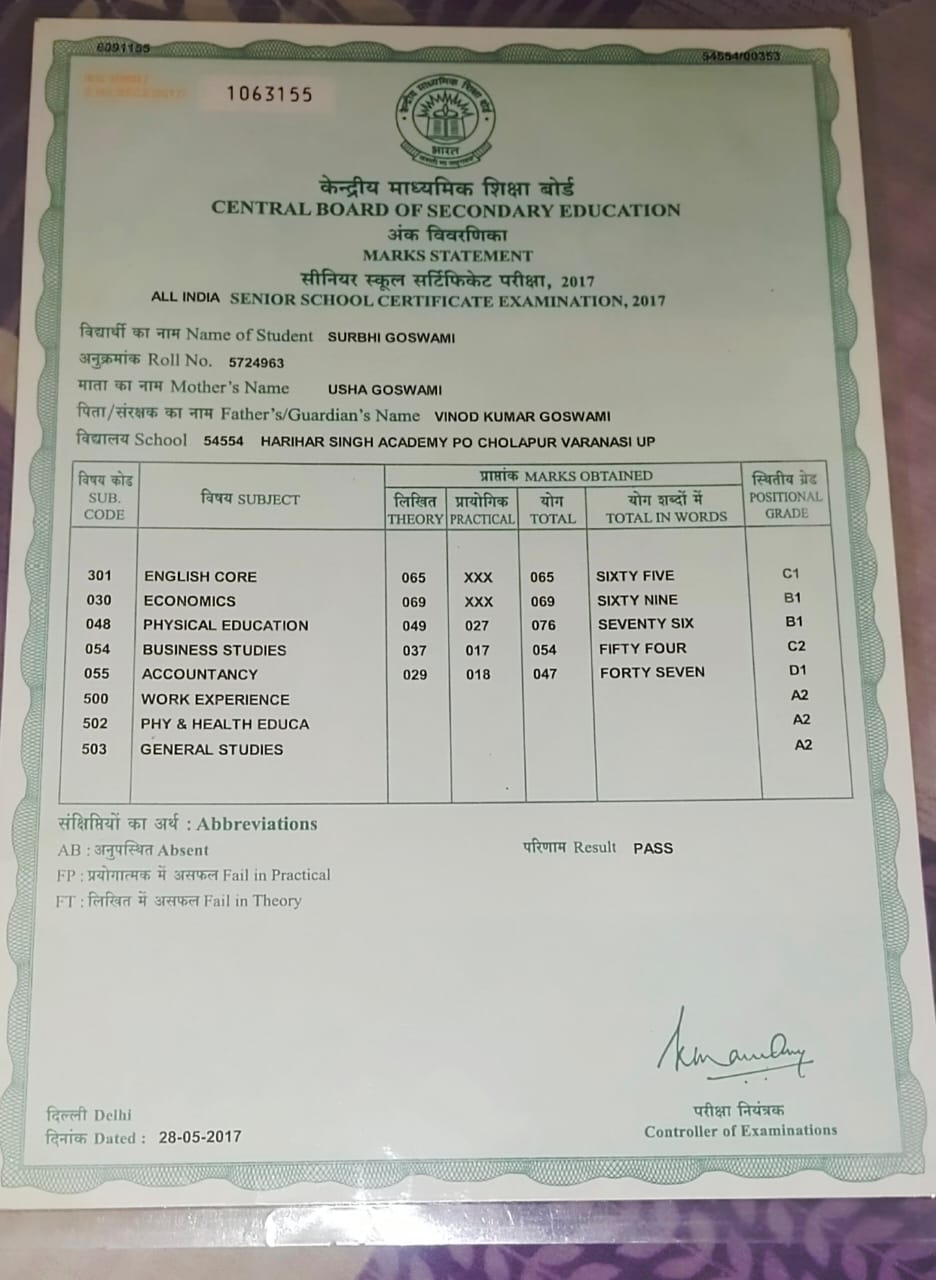 6091155
54554/00353
1063155
केन्द्रीय माध्यमिक शिक्षा बोर्ड
भारत
केन्द्रीय माध्यमिक शिक्षा बोर्ड
CENTRAL BOARD OF SECONDARY EDUCATION
अंक विवरणिका
MARKS STATEMENT
सीनियर स्कूल सर्टिफिकेट परीक्षा, 2017
ALL INDIA SENIOR SCHOOL CERTIFICATE EXAMINATION, 2017
विद्यार्थी का नाम Name of Student SURBHI GOSWAMI
अनुक्रमांक Roll No. 5724963
माता का नाम Mother's Name USHA GOSWAMI
पिता/संरक्षक का नाम Father's/Guardian's Name VINOD KUMAR GOSWAMI
विद्यालय School 54554 HARIHAR SINGH ACADEMY PO CHOLAPUR VARANASI UP
विषय कोड SUB. CODE
विषय SUBJECT
प्राप्तांक MARKS OBTAINED
लिखित THEORY
प्रायोगिक PRACTICAL
योग TOTAL
योग शब्दों में TOTAL IN WORDS
स्थितीय ग्रेड POSITIONAL GRADE
301 ENGLISH CORE 065 XXX 065 SIXTY FIVE C1
030 ECONOMICS 069 XXX 069 SIXTY NINE B1
048 PHYSICAL EDUCATION 049 027 076 SEVENTY SIX B1
054 BUSINESS STUDIES 037 017 054 FIFTY FOUR C2
055 ACCOUNTANCY 029 018 047 FORTY SEVEN D1
500 WORK EXPERIENCE A2
502 PHY & HEALTH EDUCA A2
503 GENERAL STUDIES A2
संक्षिप्तियों का अर्थ : Abbreviations
AB : अनुपस्थित Absent
परिणाम Result PASS
FP : प्रयोगात्मक में असफल Fail in Practical
FT : लिखित में असफल Fail in Theory
दिल्ली Delhi
दिनांक Dated : 28-05-2017
परीक्षा नियंत्रक
Controller of Examinations